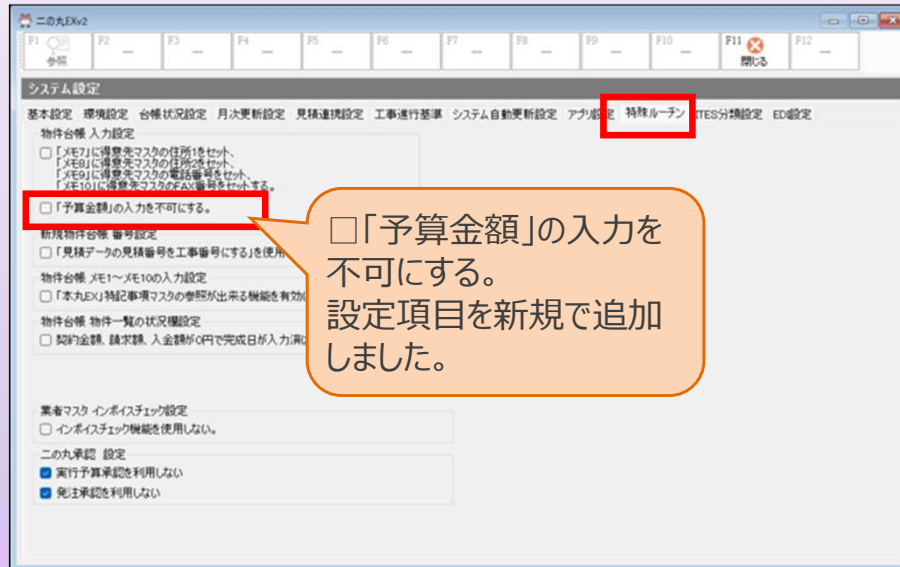 二の丸EXv2
F1 F2 F3 F4 F5 F6 F7 F8 F9 F10 F11 F12
参照 閉じる
システム設定
基本設定 環境設定 台帳状況設定 月次更新設定 見積連携設定 工事進行基準 システム自動更新設定 アプリ設定 特殊ルーチン ITES分類設定 EDI設定
物件台帳 入力設定
「メモ7」に得意先マスタの住所1をセット、
「メモ8」に得意先マスタの住所2をセット、
「メモ9」に得意先マスタの電話番号をセット、
「メモ10」に得意先マスタのFAX番号をセットする。
「予算金額」の入力を不可にする。
新規物件台帳 番号設定
「見積データの見積番号を工事番号にする」を使用
物件台帳 メモ1～メモ10の入力設定
「本丸EX」特記事項マスタの参照が出来る機能を有効
物件台帳 物件一覧の状況欄設定
契約金額、請求額、入金額が0円で完成日が入力済
業者マスタ インボイスチェック設定
インボイスチェック機能を使用しない。
二の丸承認 設定
実行予算承認を利用しない
発注承認を利用しない
□「予算金額」の入力を
不可にする。
設定項目を新規で追加
しました。